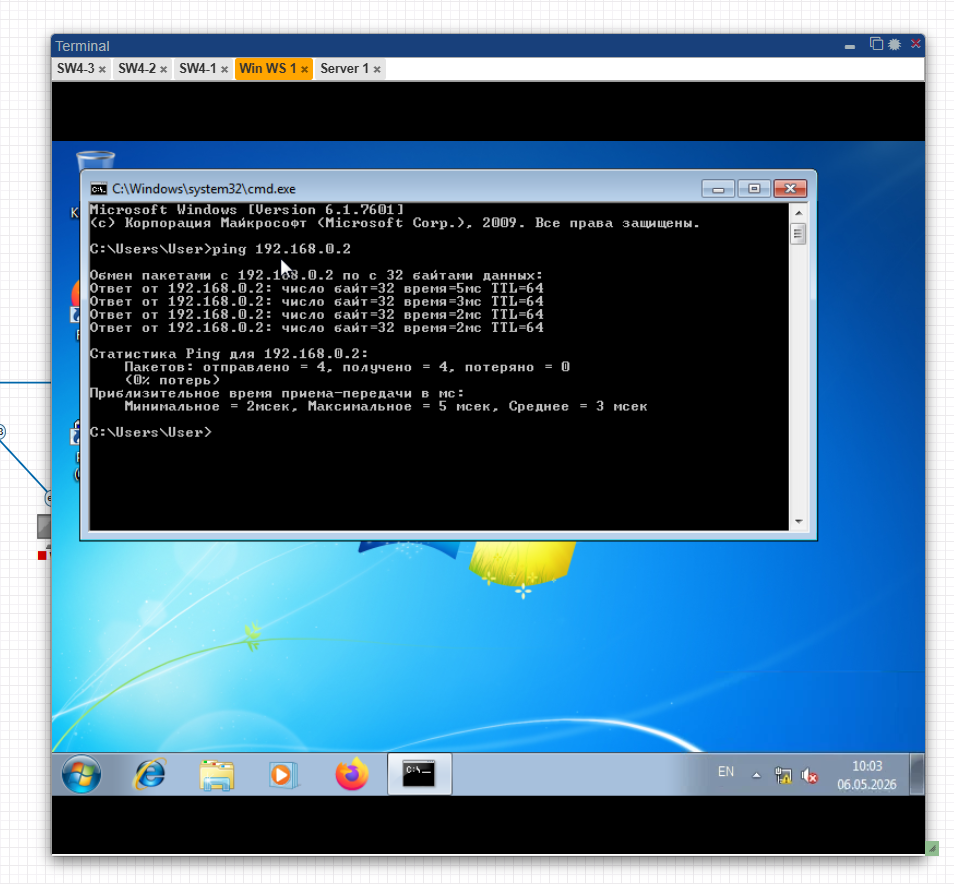 Terminal
SW4-3 × SW4-2 × SW4-1 × Win WS 1 × Server 1 ×
C:\Windows\system32\cmd.exe
Microsoft Windows [Version 6.1.7601]
(c) Корпорация Майкрософт (Microsoft Corp.), 2009. Все права защищены.
C:\Users\User>ping 192.168.0.2
Обмен пакетами с 192.168.0.2 по с 32 байтами данных:
Ответ от 192.168.0.2: число байт=32 время=5мс TTL=64
Ответ от 192.168.0.2: число байт=32 время=3мс TTL=64
Ответ от 192.168.0.2: число байт=32 время=2мс TTL=64
Ответ от 192.168.0.2: число байт=32 время=2мс TTL=64
Статистика Ping для 192.168.0.2:
Пакетов: отправлено = 4, получено = 4, потеряно = 0
(0% потерь)
Приблизительное время приема-передачи в мс:
Минимальное = 2мсек, Максимальное = 5 мсек, Среднее = 3 мсек
C:\Users\User>
C:\
EN
10:03
06.05.2026